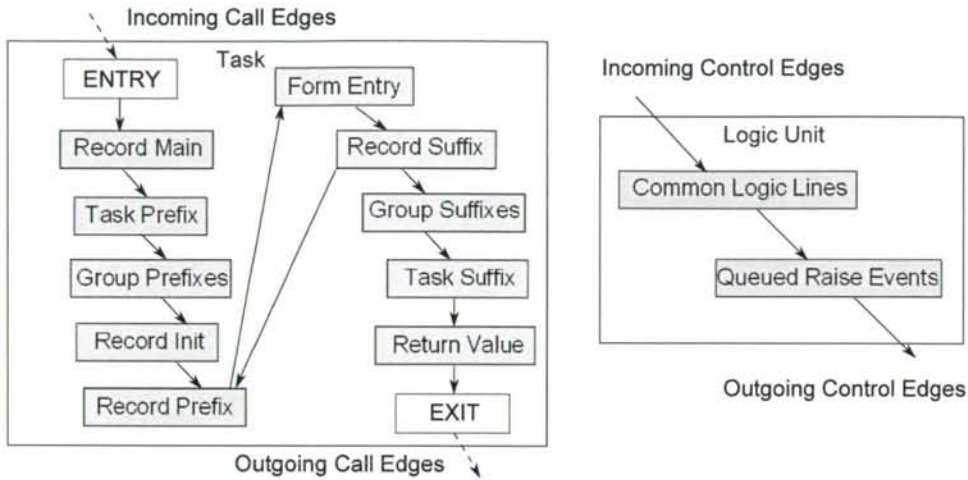 Incoming Call Edges
Task
ENTRY
Record Main
Task Prefix
Group Prefixes
Record Init
Record Prefix
Form Entry
Record Suffix
Group Suffixes
Task Suffix
Return Value
EXIT
Outgoing Call Edges
Incoming Control Edges
Logic Unit
Common Logic Lines
Queued Raise Events
Outgoing Control Edges